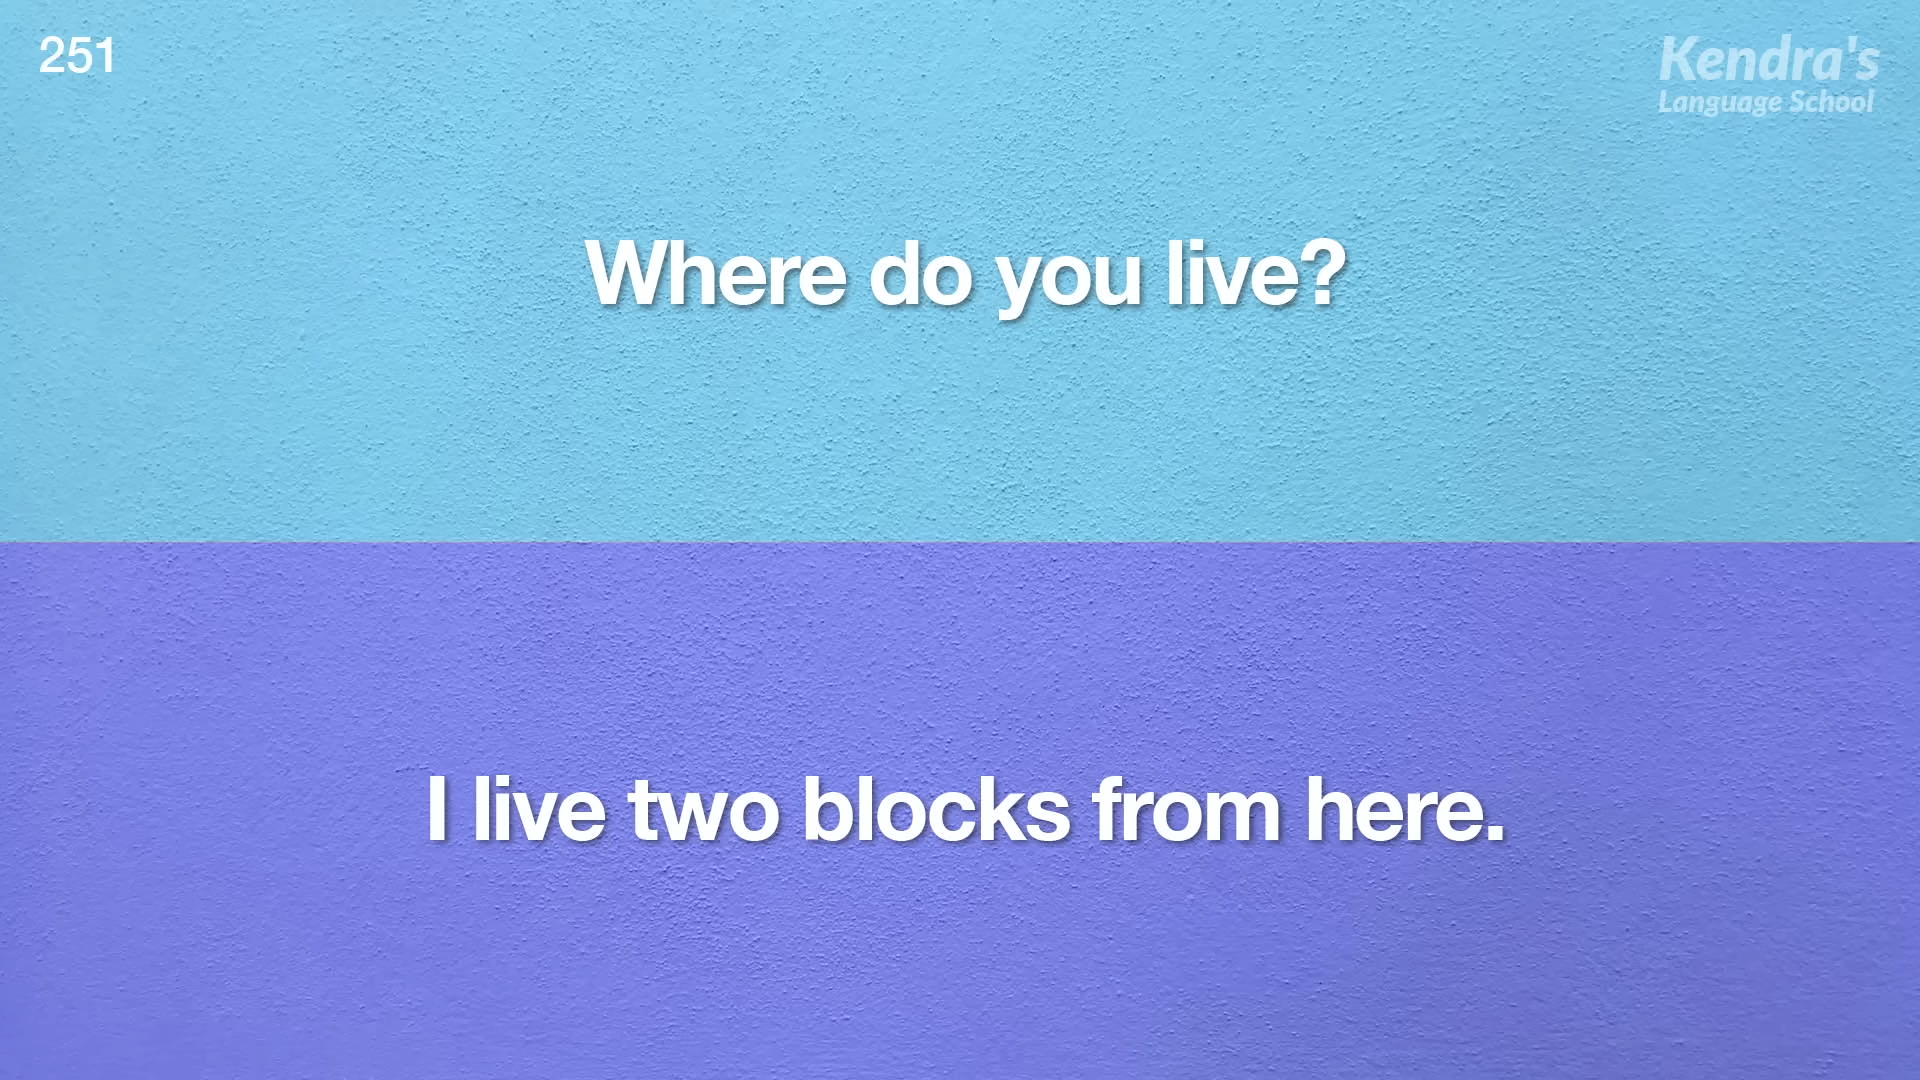 251
Kendra's
Language School
Where do you live?
I live two blocks from here.